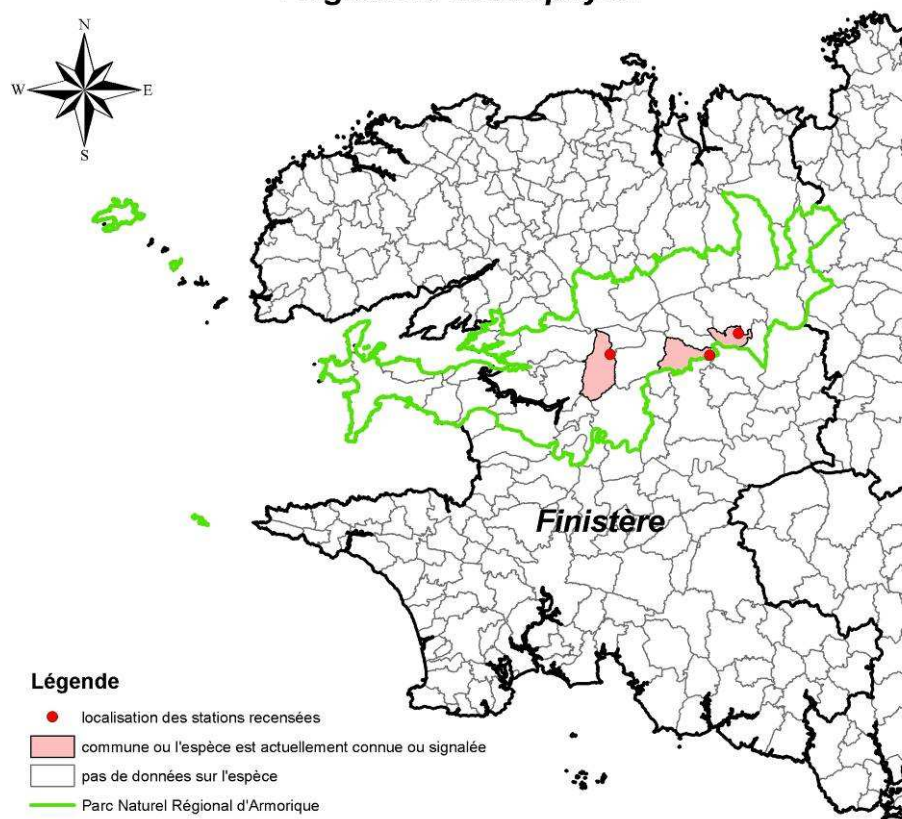 N
W
E
S
Finistère
Légende
localisation des stations recensées
commune ou l'espèce est actuellement connue ou signalée
pas de données sur l'espèce
Parc Naturel Régional d'Armorique